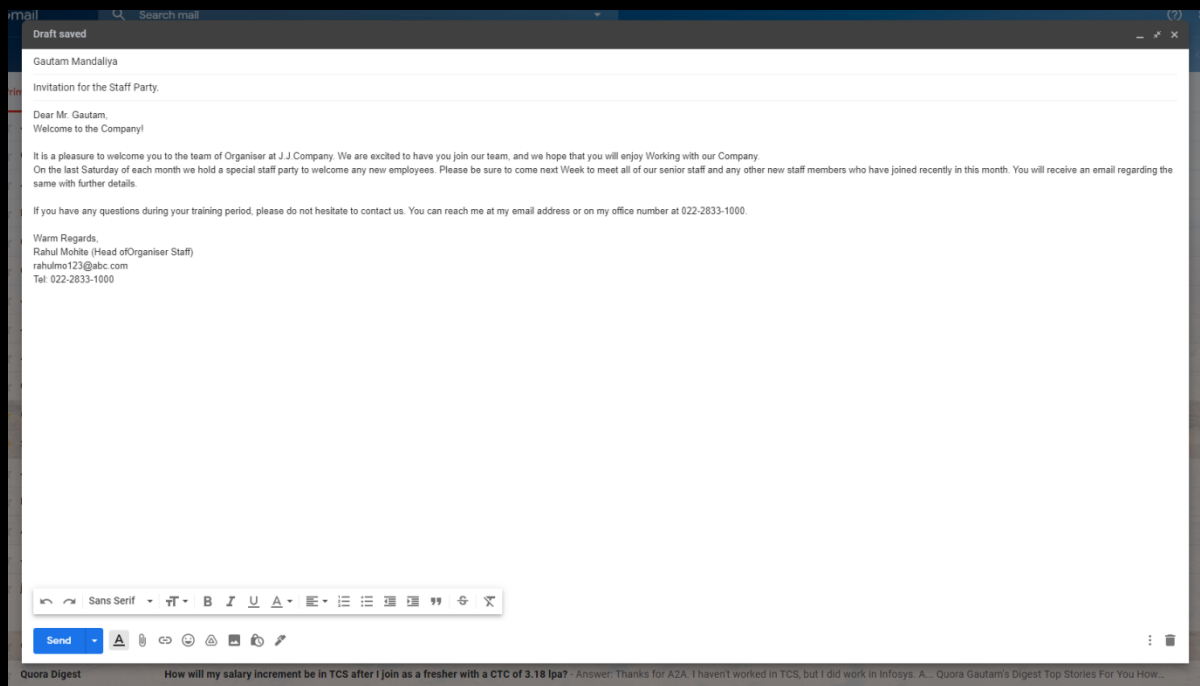 Search mail
Draft saved
Gautam Mandaliya
Invitation for the Staff Party.
Dear Mr. Gautam,
Welcome to the Company!
It is a pleasure to welcome you to the team of Organiser at J.J.Company. We are excited to have you join our team, and we hope that you will enjoy Working with our Company.
On the last Saturday of each month we hold a special staff party to welcome any new employees. Please be sure to come next Week to meet all of our senior staff and any other new staff members who have joined recently in this month. You will receive an email regarding the
same with further details.
If you have any questions during your training period, please do not hesitate to contact us. You can reach me at my email address or on my office number at 022-2833-1000.
Warm Regards,
Rahul Mohite (Head ofOrganiser Staff)
rahulmo123@abc.com
Tel: 022-2833-1000
Sans Serif
Send
Quora Digest How will my salary increment be in TCS after I join as a fresher with a CTC of 3.18 lpa? - Answer: Thanks for A2A. I haven't worked in TCS, but I did work in Infosys. A... Quora Gautam's Digest Top Stories For You How...